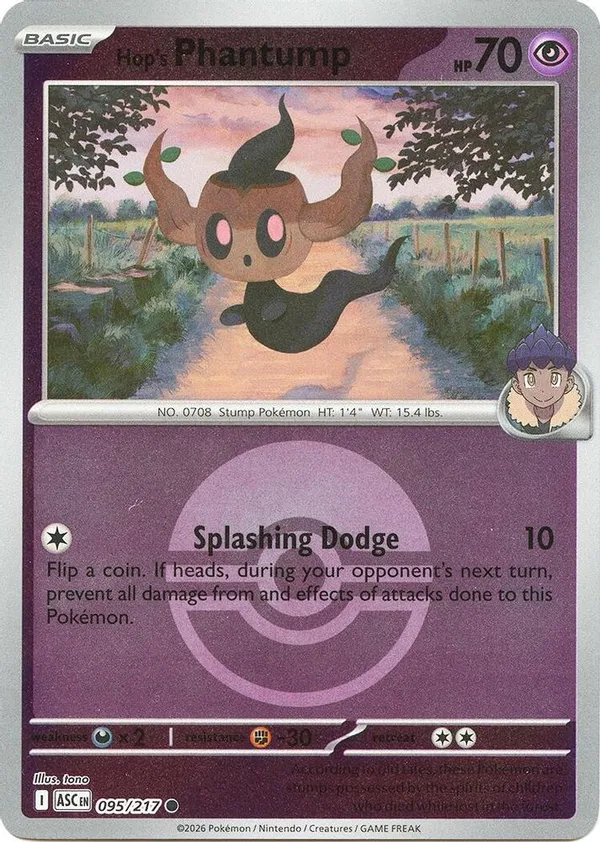 BASIC
Hop's Phantump
HP 70
NO. 0708 Stump Pokémon HT: 1'4" WT: 15.4 lbs.
Splashing Dodge 10
Flip a coin. If heads, during your opponent's next turn,
prevent all damage from and effects of attacks done to this
Pokémon.
weakness x2 resistance -30 retreat
According to old tales, these Pokémon are
stumps possessed by the spirits of children
who died while lost in the forest.
Illus. tono
I ASC EN 095/217
©2026 Pokémon / Nintendo / Creatures / GAME FREAK